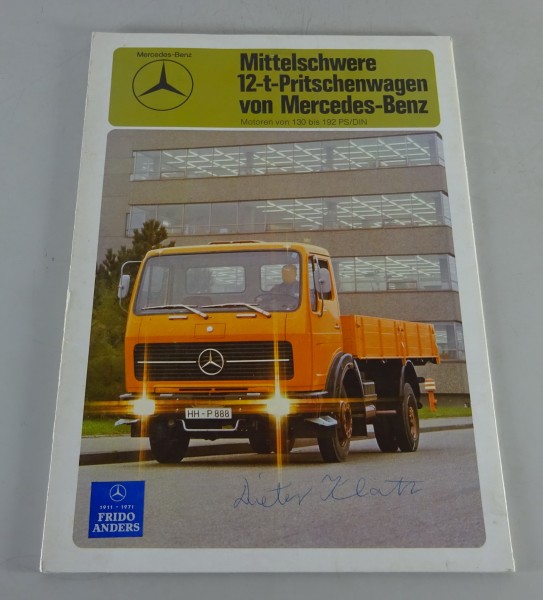 Mercedes-Benz
Mittelschwere
12-t-Pritschenwagen
von Mercedes-Benz
Motoren von 130 bis 192 PS/DIN
HH-P 888
Dieter Klatt
1911 - 1971
FRIDO
ANDERS